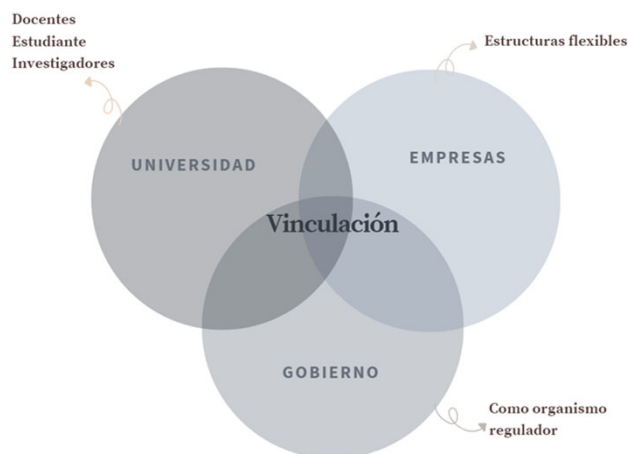 Docentes
Estudiante
Investigadores
Estructuras flexibles
UNIVERSIDAD
EMPRESAS
Vinculación
GOBIERNO
Como organismo
regulador